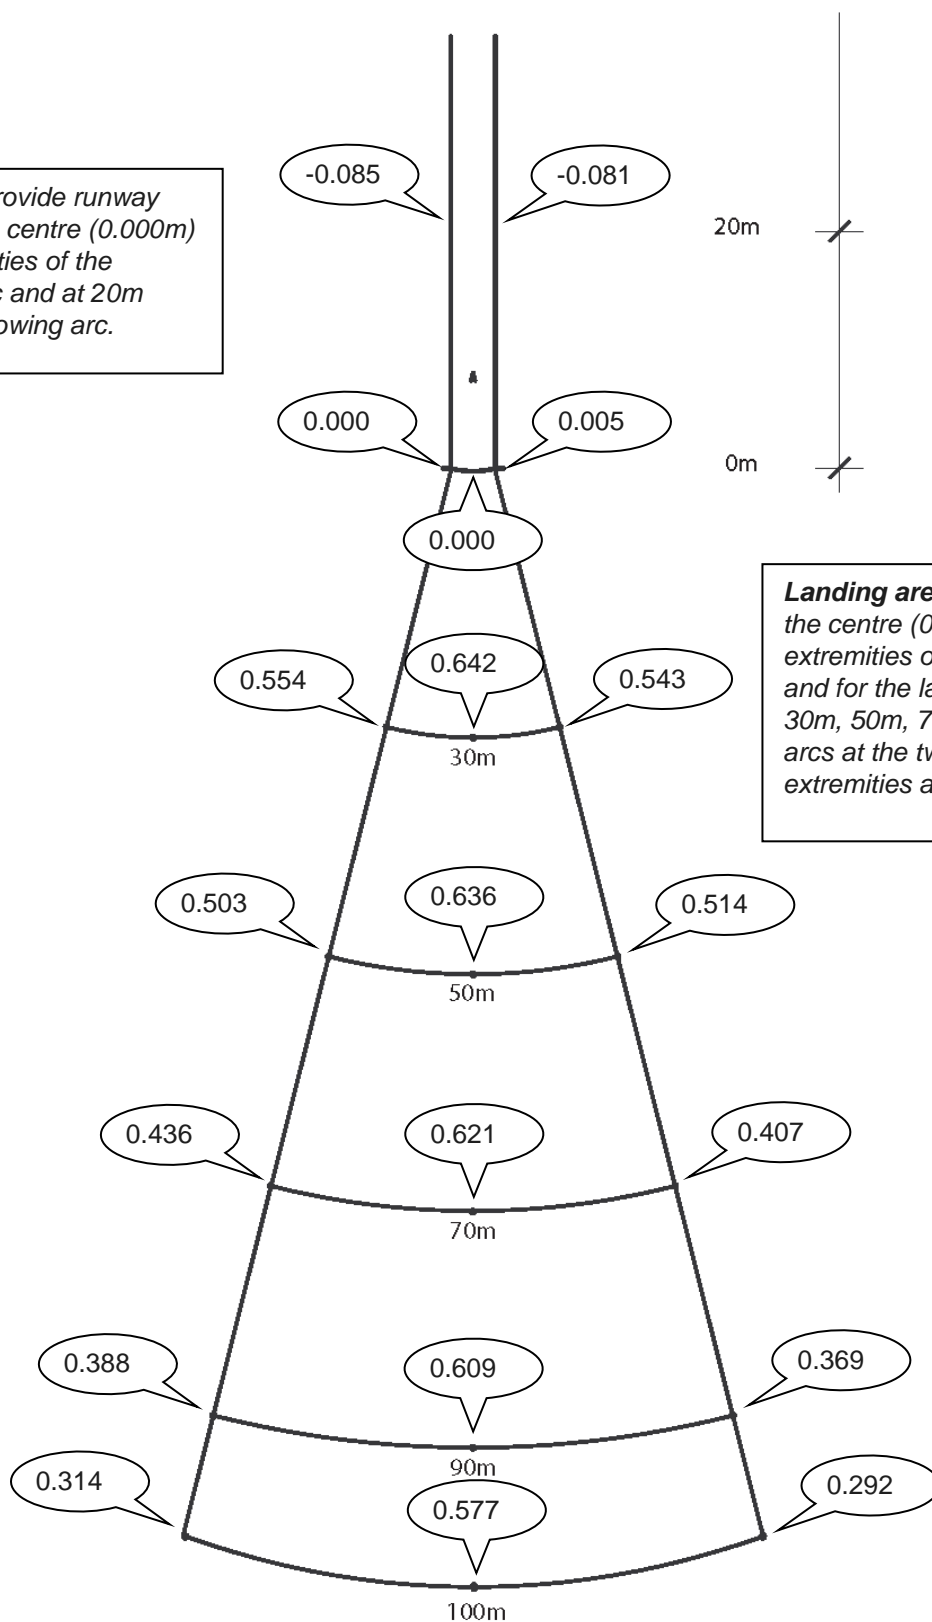 -0.085
-0.081
rovide runway
centre (0.000m)
ties of the
c and at 20m
owing arc.
20m
0.000
0.005
0m
0.000
Landing are
the centre (0
extremities o
and for the la
30m, 50m, 7
arcs at the tw
extremities a
0.554
0.642
0.543
30m
0.503
0.636
0.514
50m
0.436
0.621
0.407
70m
0.388
0.609
0.369
90m
0.314
0.577
0.292
100m